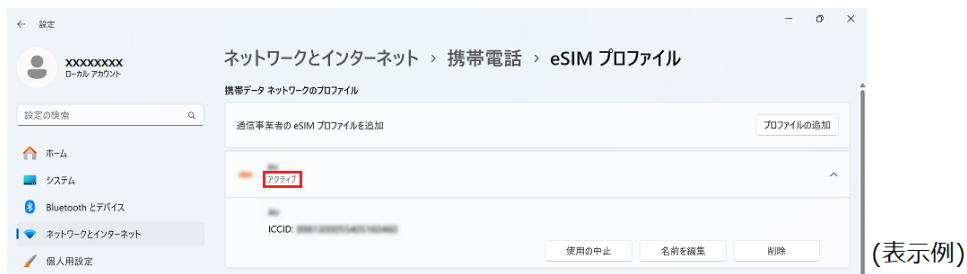 ← 設定
xxxxxxxx
ローカル アカウント
設定の検索
ホーム
システム
Bluetooth とデバイス
ネットワークとインターネット
個人用設定
ネットワークとインターネット › 携帯電話 › eSIM プロファイル
携帯データ ネットワークのプロファイル
通信事業者の eSIM プロファイルを追加
プロファイルの追加
アクティブ
ICCID:
使用の中止
名前を編集
削除
(表示例)